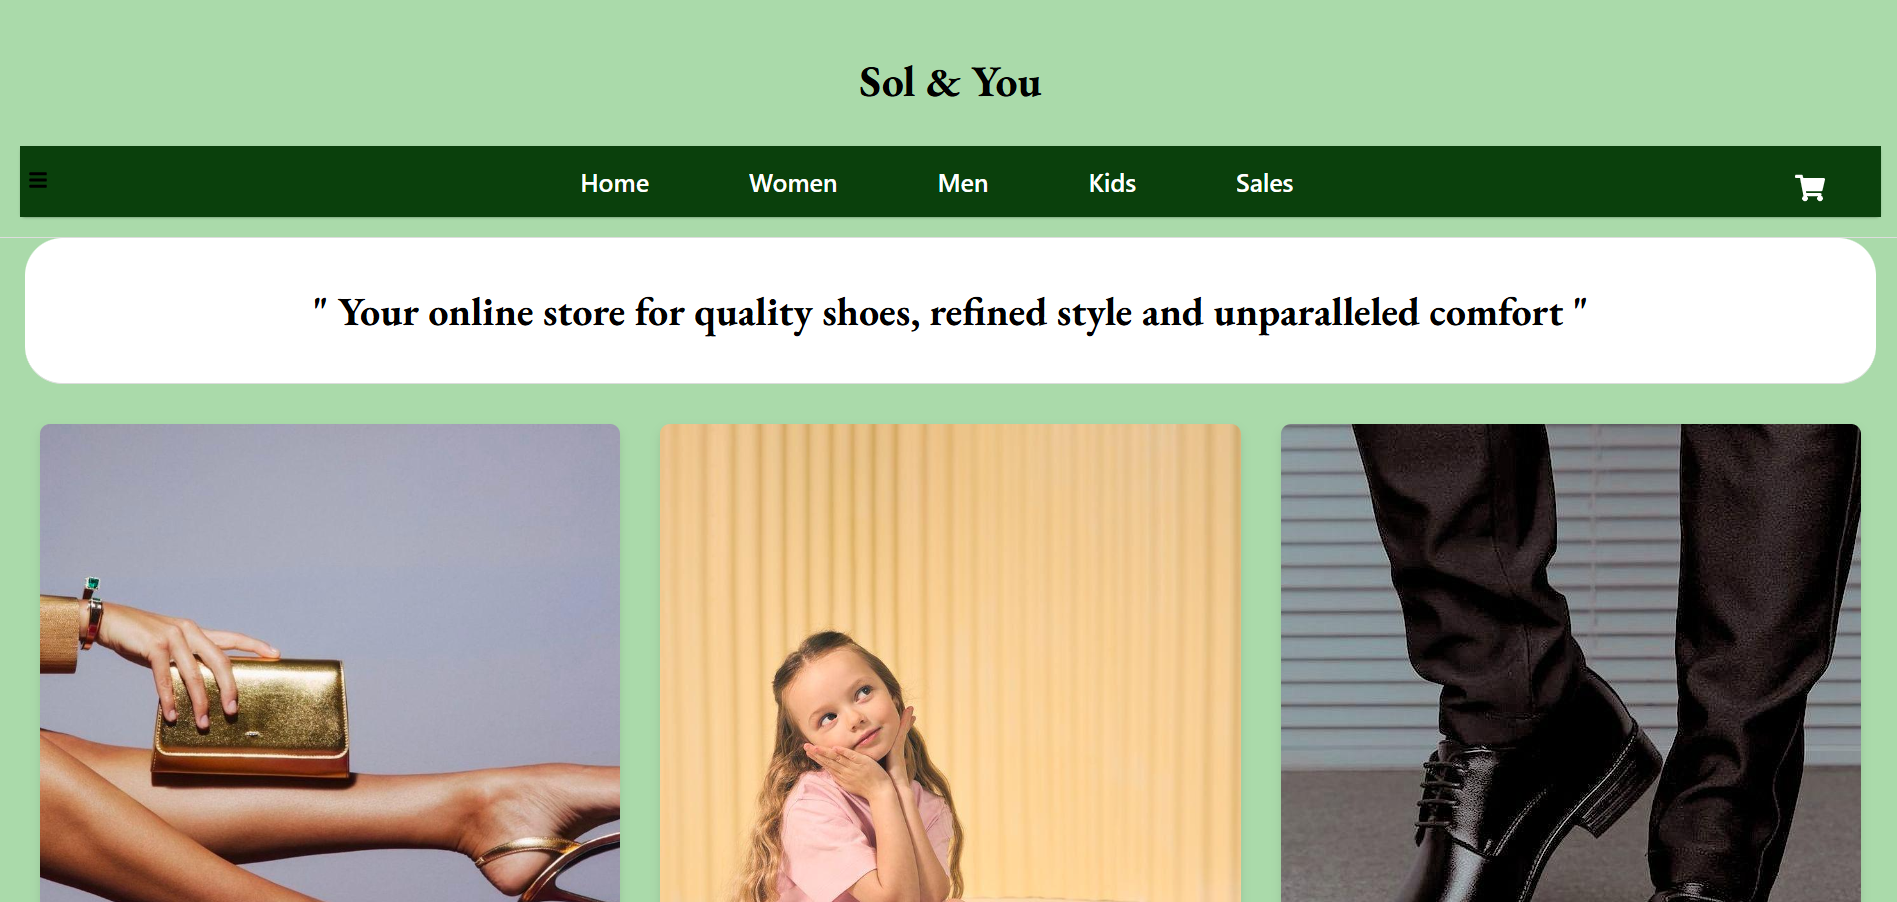 Sol & You
Home Women Men Kids Sales
" Your online store for quality shoes, refined style and unparalleled comfort "